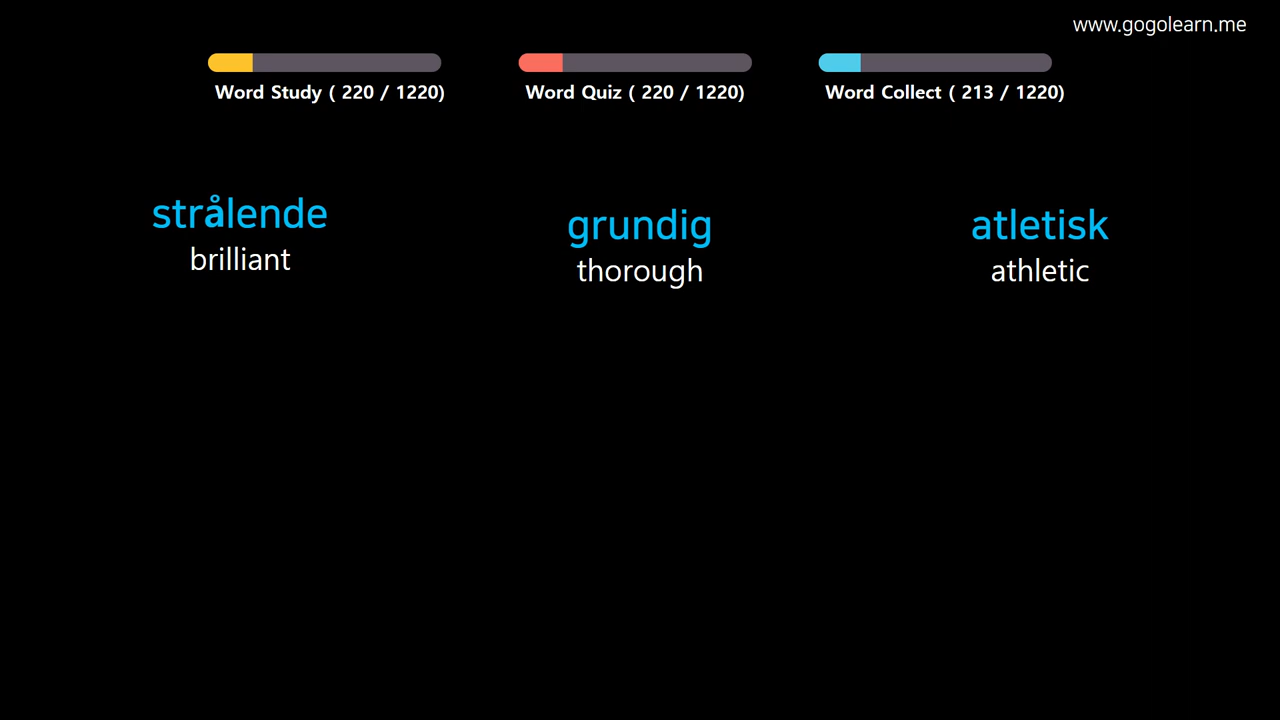 www.gogolearn.me
Word Study ( 220 / 1220)
Word Quiz ( 220 / 1220)
Word Collect ( 213 / 1220)
strålende
brilliant
grundig
thorough
atletisk
athletic